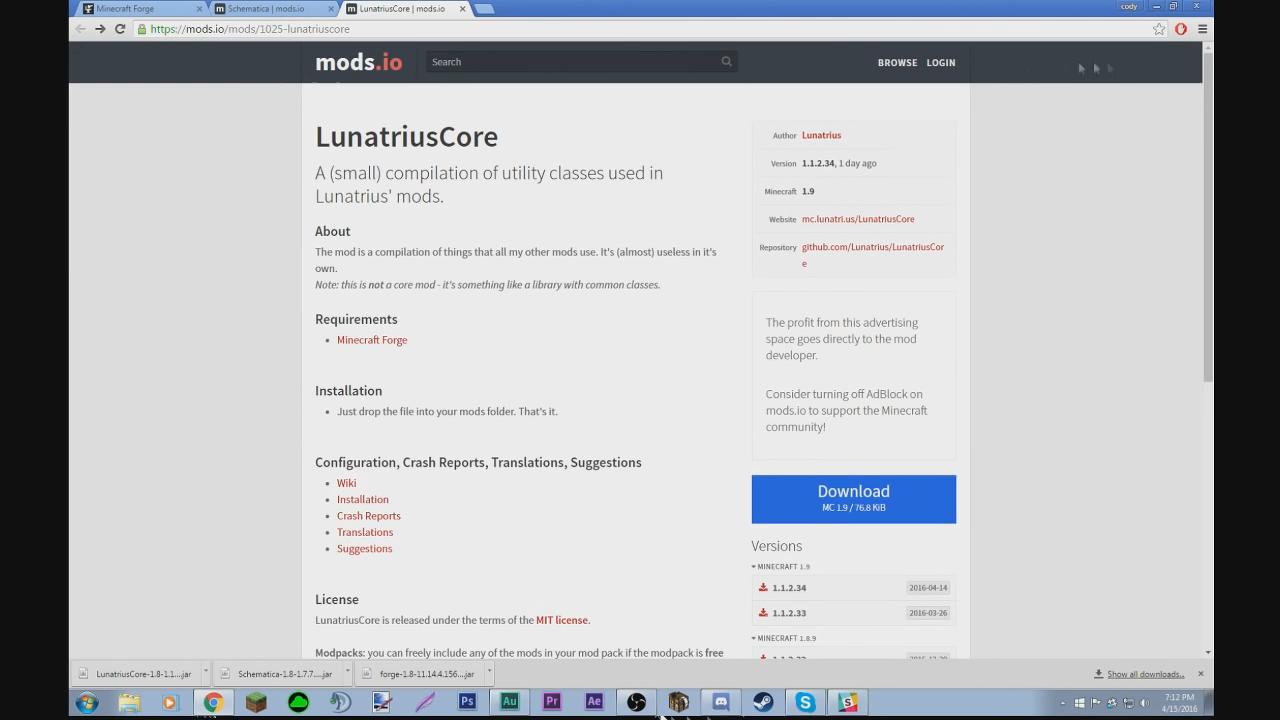 Minecraft Forge
Schematica | mods.io
LunatriusCore | mods.io
cody
https://mods.io/mods/1025-lunatriuscore
mods.io
Search
BROWSE LOGIN
LunatriusCore
A (small) compilation of utility classes used in
Lunatrius' mods.
About
The mod is a compilation of things that all my other mods use. It's (almost) useless in it's
own.
Note: this is not a core mod - it's something like a library with common classes.
Requirements
Minecraft Forge
Installation
Just drop the file into your mods folder. That's it.
Configuration, Crash Reports, Translations, Suggestions
Wiki
Installation
Crash Reports
Translations
Suggestions
License
LunatriusCore is released under the terms of the MIT license.
Modpacks: you can freely include any of the mods in your mod pack if the modpack is free
Author Lunatrius
Version 1.1.2.34, 1 day ago
Minecraft 1.9
Website mc.lunatri.us/LunatriusCore
Repository github.com/Lunatrius/LunatriusCor
e
The profit from this advertising
space goes directly to the mod
developer.
Consider turning off AdBlock on
mods.io to support the Minecraft
community!
Download
MC 1.9 / 76.8 KiB
Versions
MINECRAFT 1.9
1.1.2.34 2016-04-14
1.1.2.33 2016-03-26
MINECRAFT 1.8.9
LunatriusCore-1.8-1.1....jar
Schematica-1.8-1.7.7....jar
forge-1.8-11.14.4.156....jar
Show all downloads...
Ps
Au
Pr
Ae
7:12 PM
4/15/2016